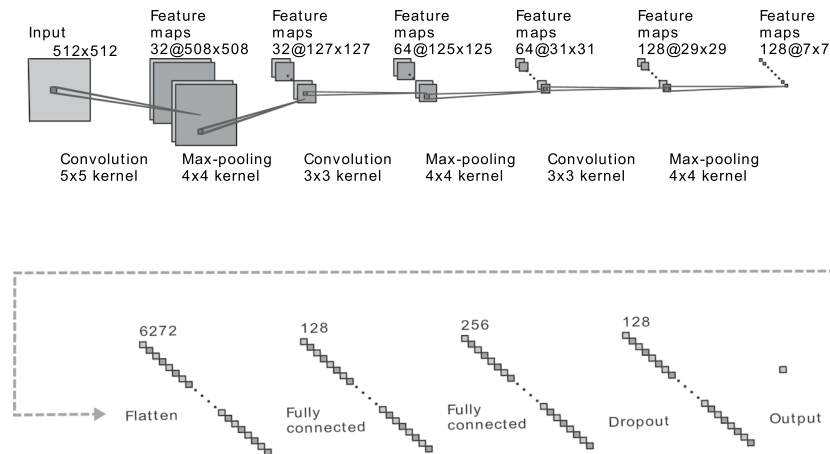 Input
512x512
Feature
maps
32@508x508
Feature
maps
32@127x127
Feature
maps
64@125x125
Feature
maps
64@31x31
Feature
maps
128@29x29
Feature
maps
128@7x7
Convolution
5x5 kernel
Max-pooling
4x4 kernel
Convolution
3x3 kernel
Max-pooling
4x4 kernel
Convolution
3x3 kernel
Max-pooling
4x4 kernel
6272
128
256
128
Flatten
Fully
connected
Fully
connected
Dropout
Output